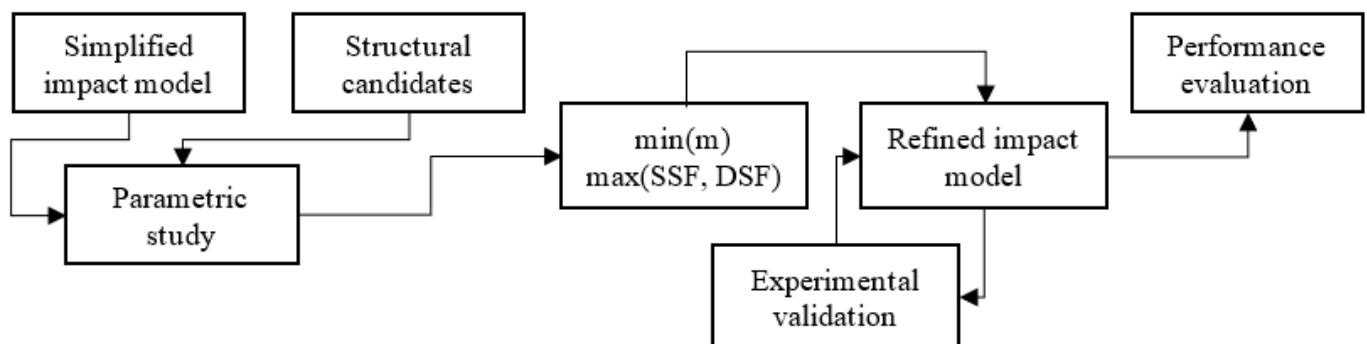 Simplified
impact model
Structural
candidates
Parametric
study
min(m)
max(SSF, DSF)
Refined impact
model
Experimental
validation
Performance
evaluation